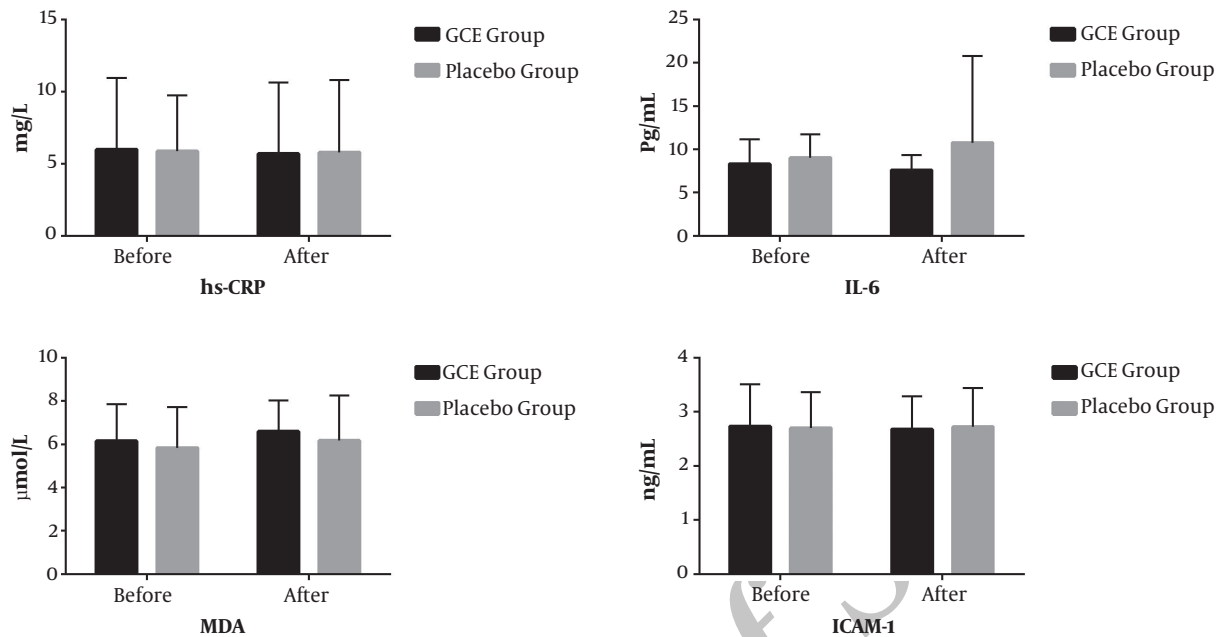 15
10
5
0
mg/L
GCE Group
Placebo Group
Before
After
hs-CRP
25
20
15
10
5
0
Pg/mL
GCE Group
Placebo Group
Before
After
IL-6
10
8
6
4
2
0
µmol/L
GCE Group
Placebo Group
Before
After
MDA
4
3
2
1
0
ng/mL
GCE Group
Placebo Group
Before
After
ICAM-1